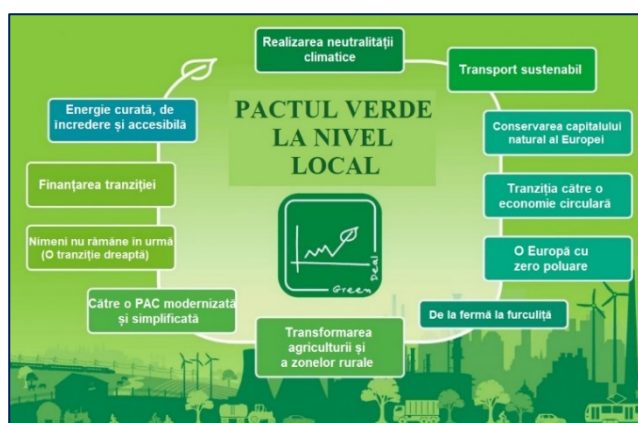 Realizarea neutralității
climatice
Transport sustenabil
Energie curată, de
încredere și accesibilă
PACTUL VERDE
LA NIVEL
LOCAL
Conservarea capitalului
natural al Europei
Finanțarea tranziției
Tranziția către o
economie circulară
Nimeni nu rămâne în urmă
(O tranziție dreaptă)
O Europă cu
zero poluare
Green Deal
Către o PAC modernizată
și simplificată
De la fermă la furculiță
Transformarea
agriculturii și
a zonelor rurale